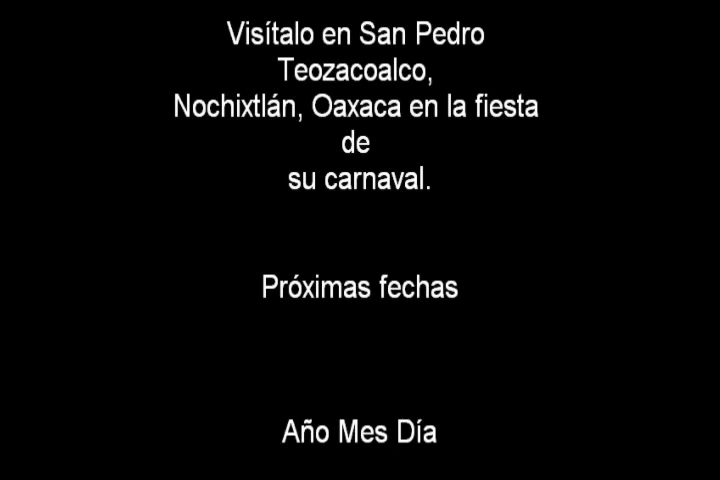 Visítalo en San Pedro
Teozacoalco,
Nochixtlán, Oaxaca en la fiesta
de
su carnaval.
Próximas fechas
Año Mes Día